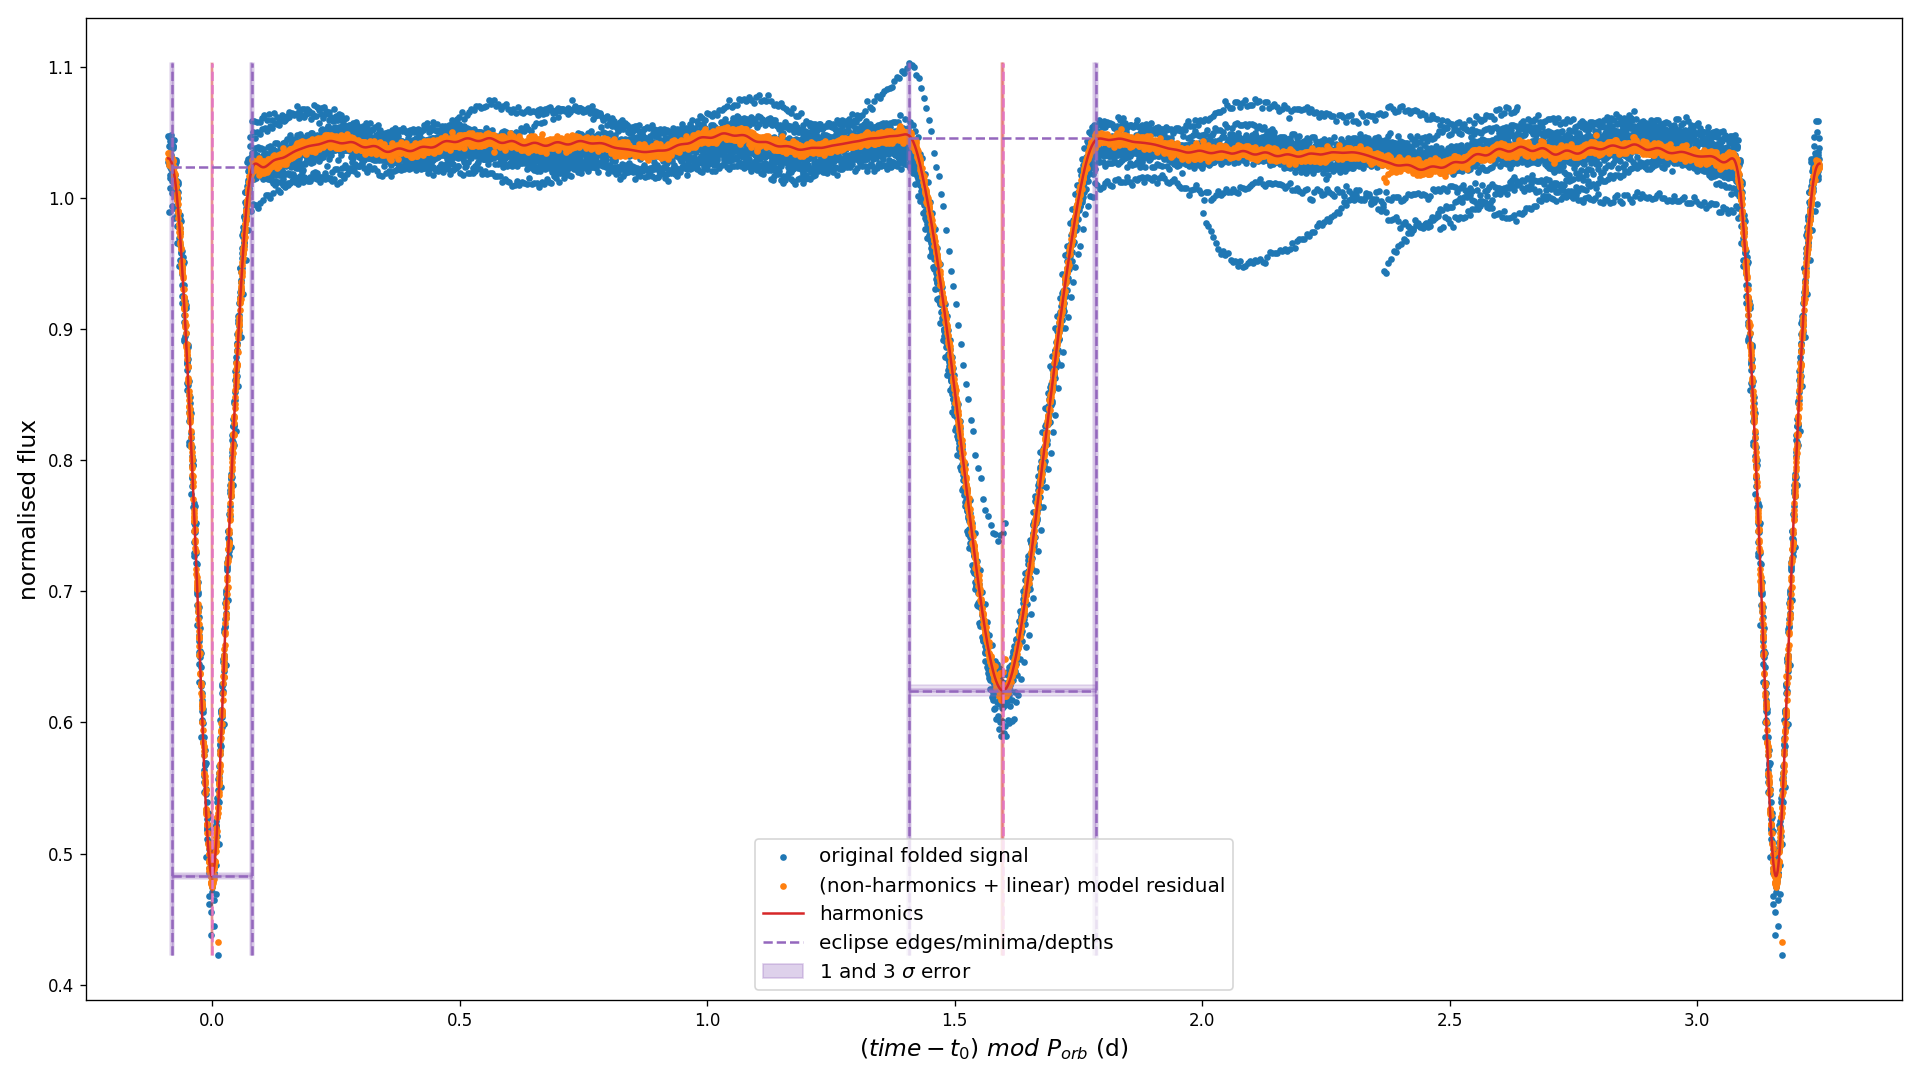 1.1
1.0
0.9
0.8
0.7
0.6
0.5
0.4
normalised flux
original folded signal
(non-harmonics + linear) model residual
harmonics
eclipse edges/minima/depths
1 and 3 σ error
0.0 0.5 1.0 1.5 2.0 2.5 3.0
(time − t₀) mod Pₒᵣb (d)